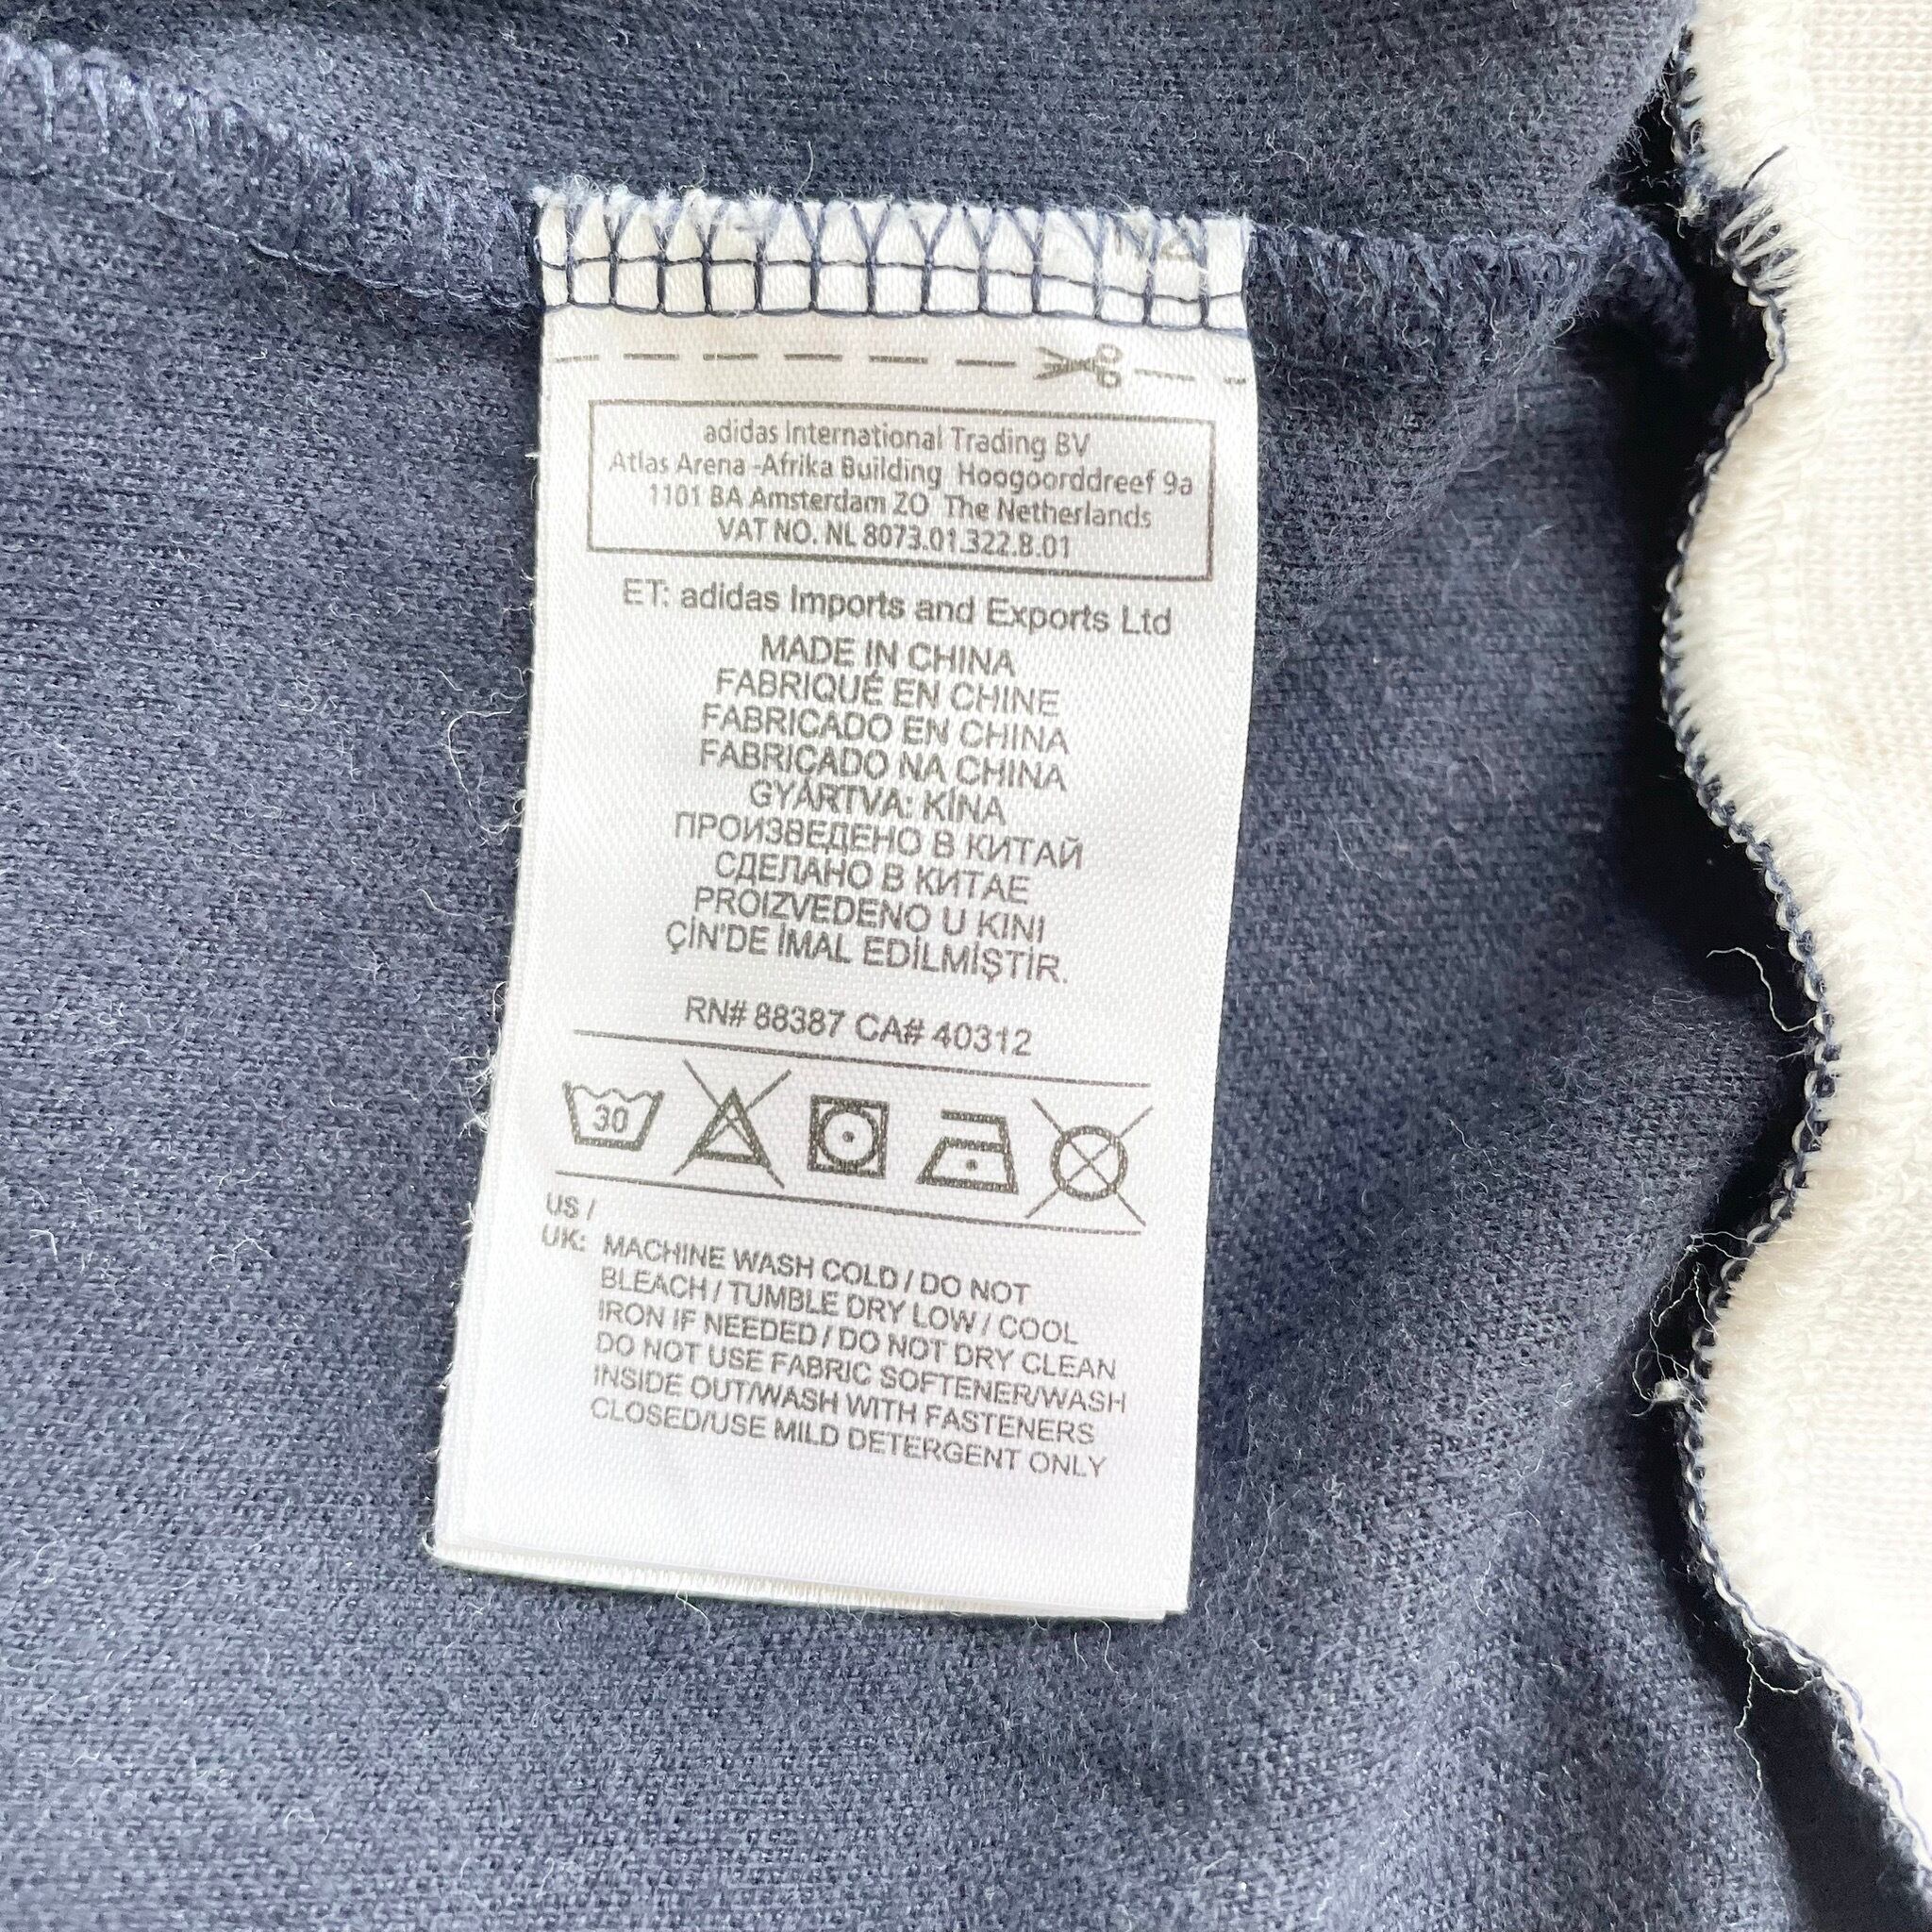 adidas International Trading BV
Atlas Arena -Afrika Building Hoogoorddreef 9a
1101 BA Amsterdam ZO The Netherlands
VAT NO. NL 8073.01.322.B.01
ET: adidas Imports and Exports Ltd
MADE IN CHINA
FABRIQUÉ EN CHINE
FABRICADO EN CHINA
FABRICADO NA CHINA
GYÁRTVA: KÍNA
ПРОИЗВЕДЕНО В КИТАЙ
СДЕЛАНО В КИТАЕ
PROIZVEDENO U KINI
ÇİN'DE İMAL EDİLMİŞTİR.
RN# 88387 CA# 40312
30
US /
UK: MACHINE WASH COLD / DO NOT
BLEACH / TUMBLE DRY LOW / COOL
IRON IF NEEDED / DO NOT DRY CLEAN
DO NOT USE FABRIC SOFTENER/WASH
INSIDE OUT/WASH WITH FASTENERS
CLOSED/USE MILD DETERGENT ONLY